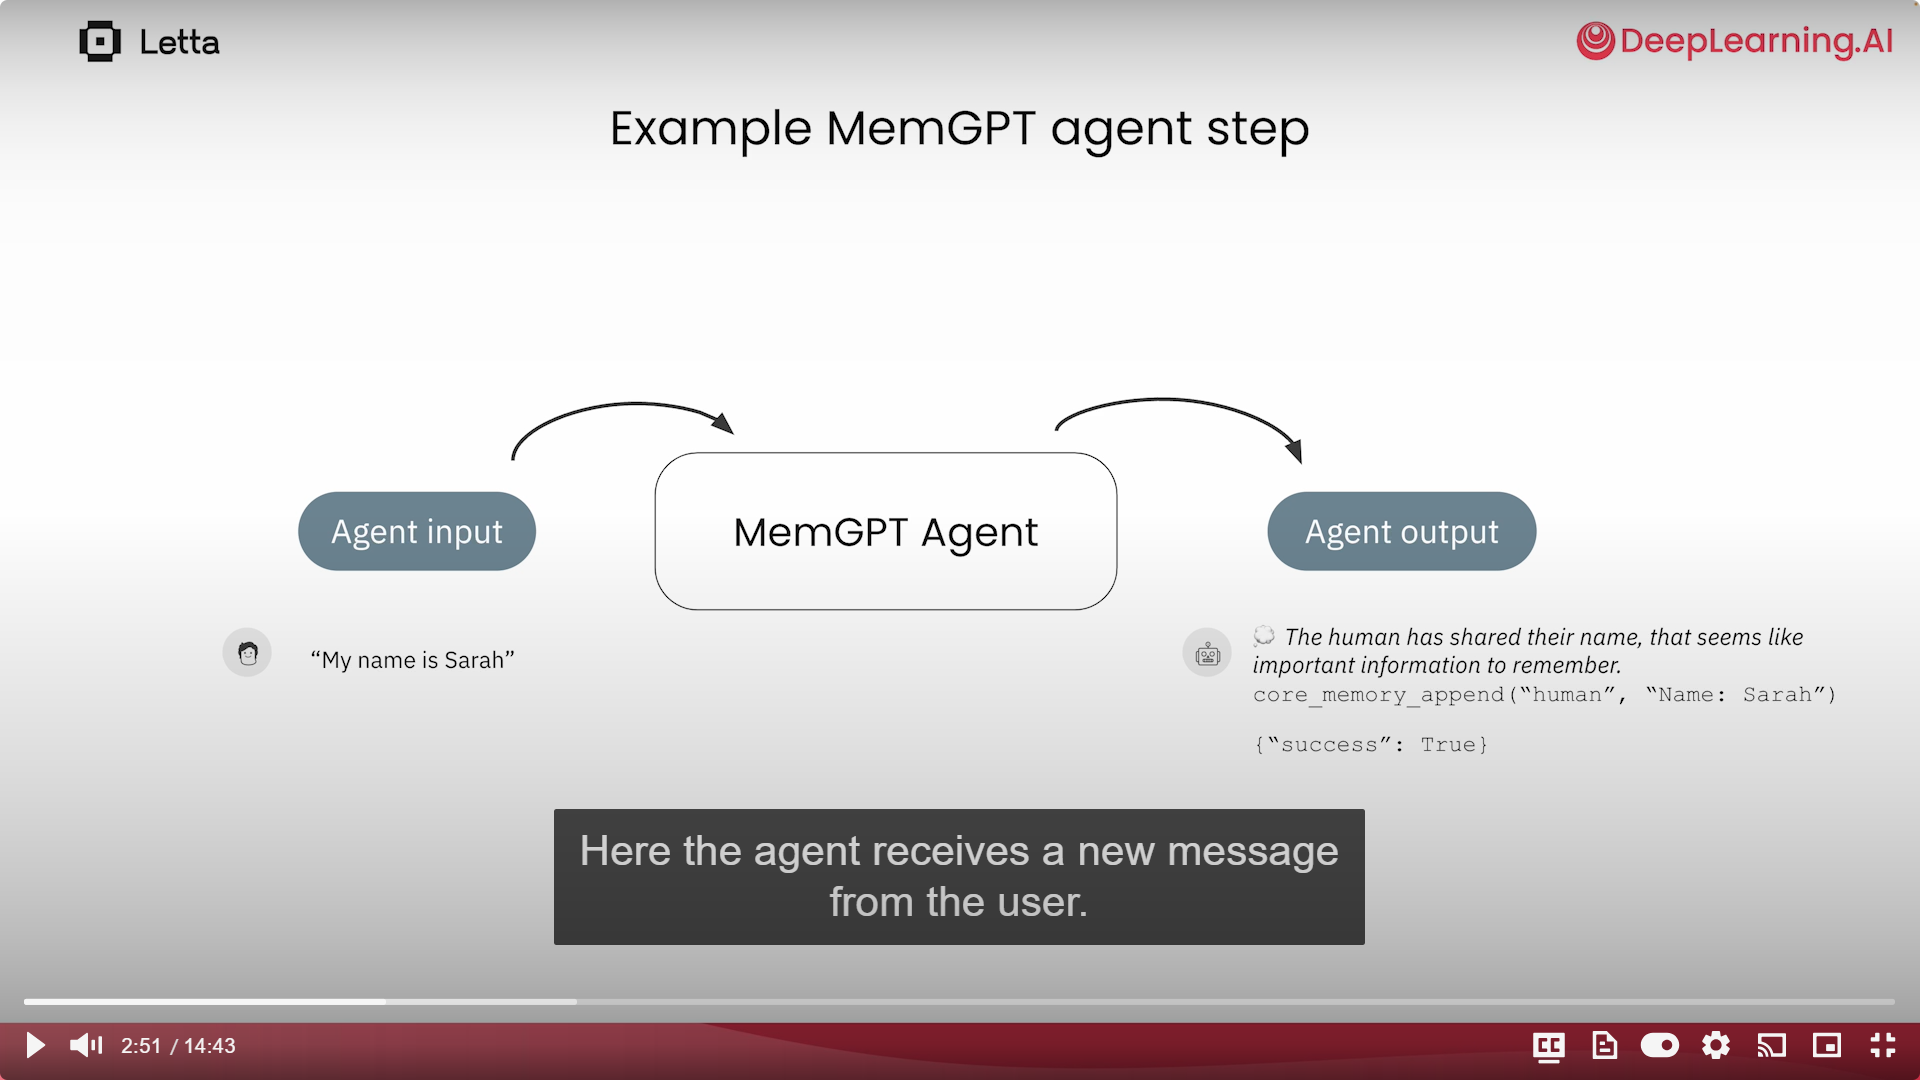 Letta
DeepLearning.AI
Example MemGPT agent step
Agent input
MemGPT Agent
Agent output
“My name is Sarah”
The human has shared their name, that seems like
important information to remember.
core_memory_append(“human”, “Name: Sarah”)
{“success”: True}
Here the agent receives a new message
from the user.
2:51 / 14:43
CC